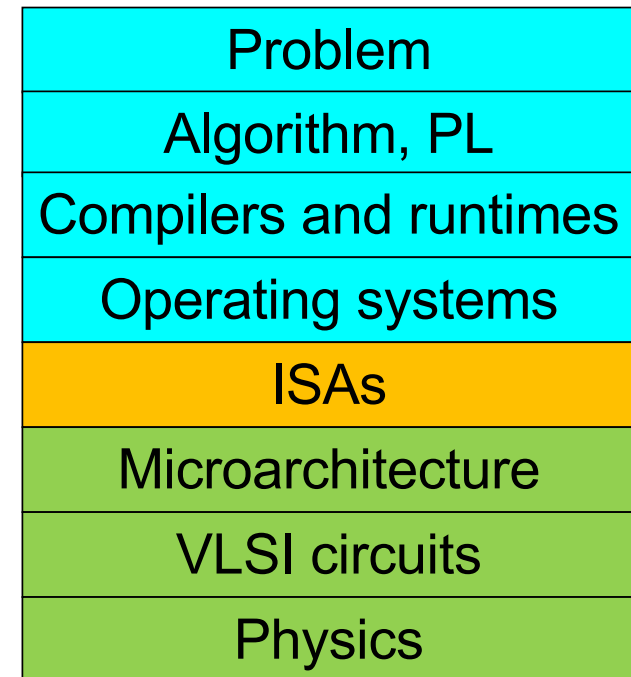 Problem
Algorithm, PL
Compilers and runtimes
Operating systems
ISAs
Microarchitecture
VLSI circuits
Physics